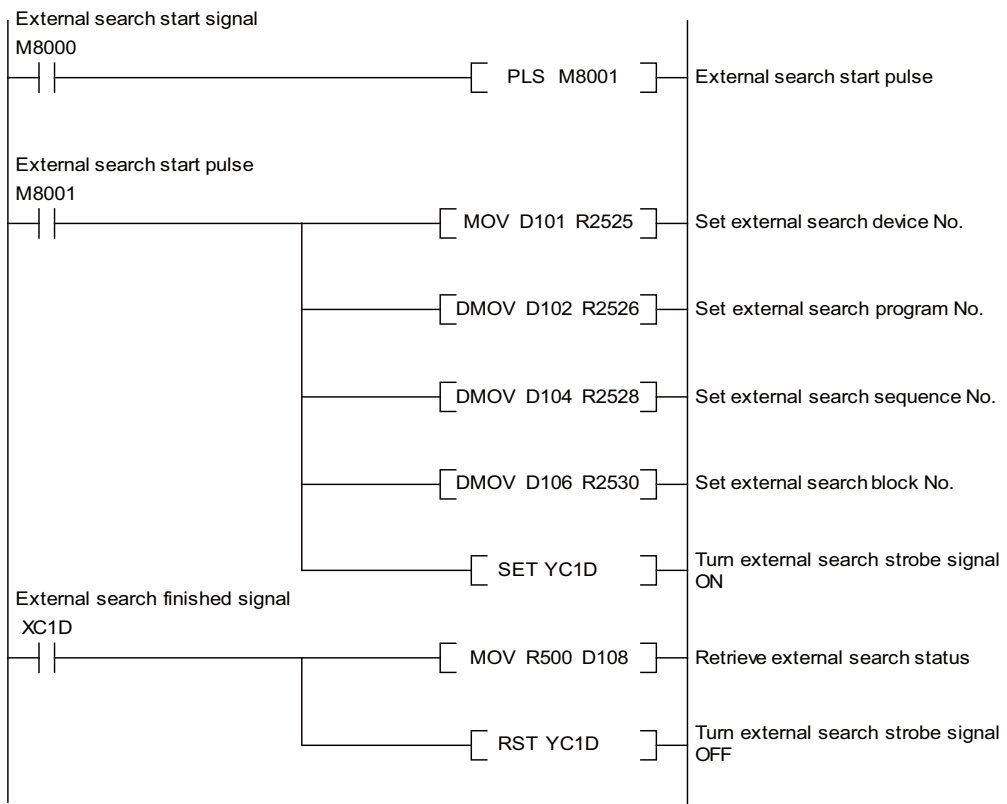 External search start signal
M8000
PLS M8001
External search start pulse
External search start pulse
M8001
MOV D101 R2525
Set external search device No.
DMOV D102 R2526
Set external search program No.
DMOV D104 R2528
Set external search sequence No.
DMOV D106 R2530
Set external search block No.
SET YC1D
Turn external search strobe signal
ON
External search finished signal
XC1D
MOV R500 D108
Retrieve external search status
RST YC1D
Turn external search strobe signal
OFF